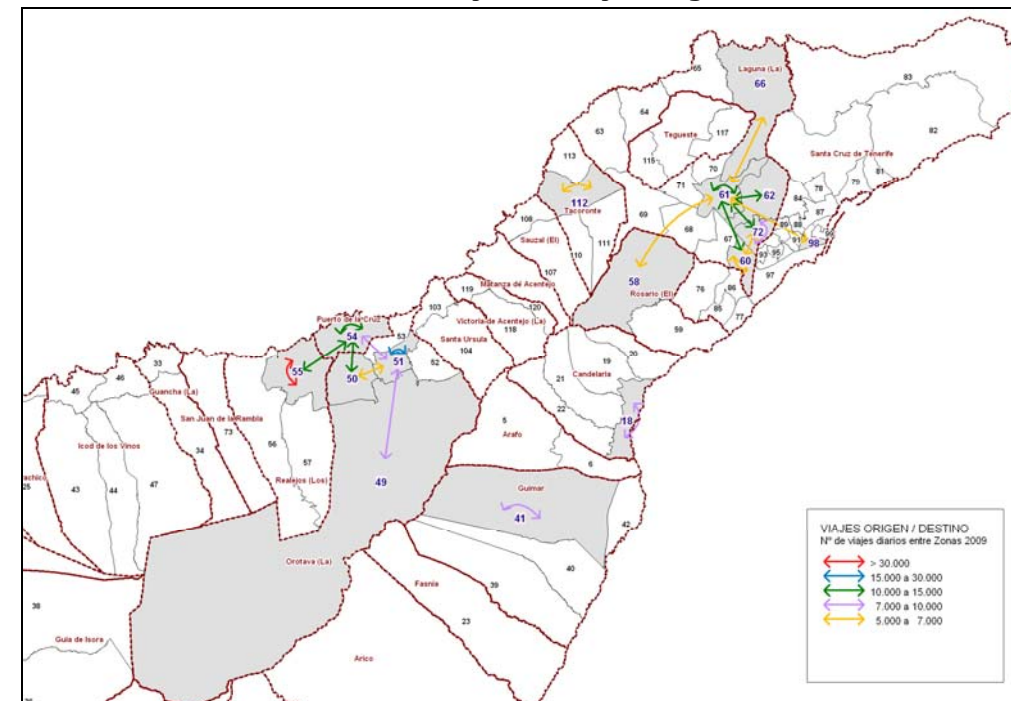 65
Laguna (La)
66
83
64
63
82
Tegueste
117
Santa Cruz de Tenerife
113
115
70
81
79
78
71
61
62
84
112
Tacoronte
87
69
72
89
88
108
68
67
91
98
Sauzal (El)
111
60
93
95
110
97
107
58
76
86
Matanza de Acentejo
Rosario (El)
85
77
119
103
120
Puerto de la Cruz
Victoria de Acentejo (La)
59
54
53
118
Santa Ursula
33
51
104
20
46
55
50
52
19
45
Candelaria
Guancha (La)
21
San Juan de la Rambla
22
18
73
5
Icod de los Vinos
56
Arafo
34
57
6
Realejos (Los)
49
Guimar
43
44
47
25
41
42
VIAJES ORIGEN / DESTINO
Nº de viajes diarios entre Zonas 2009
> 30.000
15.000 a 30.000
10.000 a 15.000
7.000 a 10.000
5.000 a 7.000
Orotava (La)
40
Fasnia
39
38
23
Guia de Isora
Arico